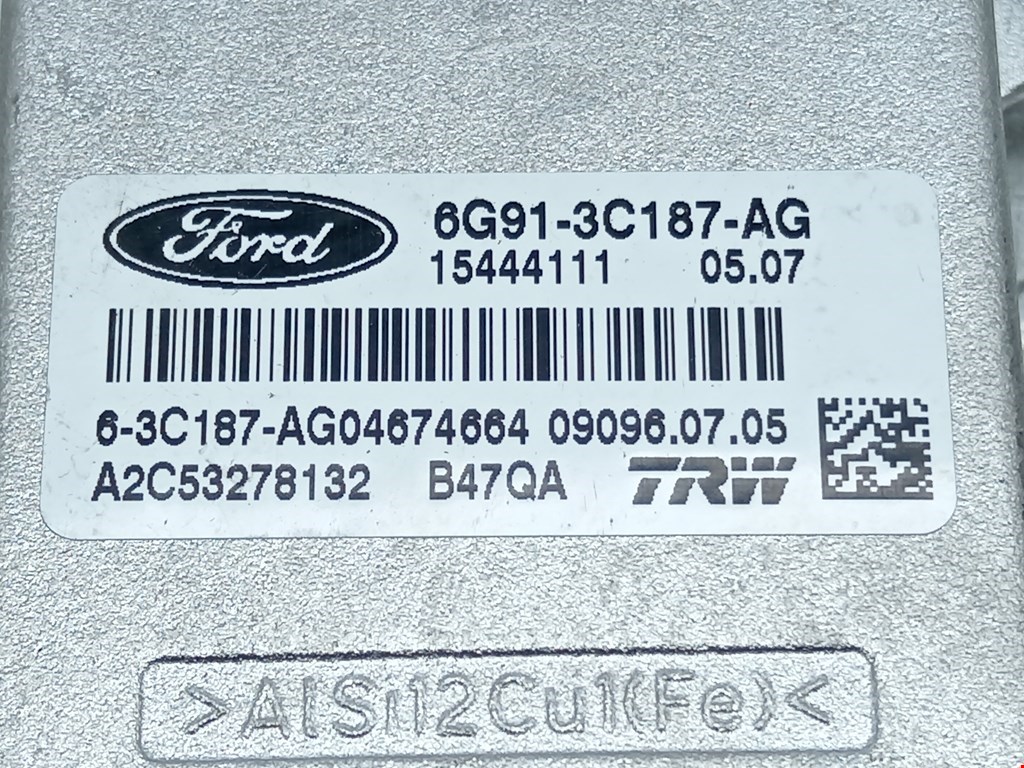 Ford
6G91-3C187-AG
15444111 05.07
6-3C187-AG04674664 09096.07.05
A2C53278132 B47QA TRW
>AlSi12Cu1(Fe)<